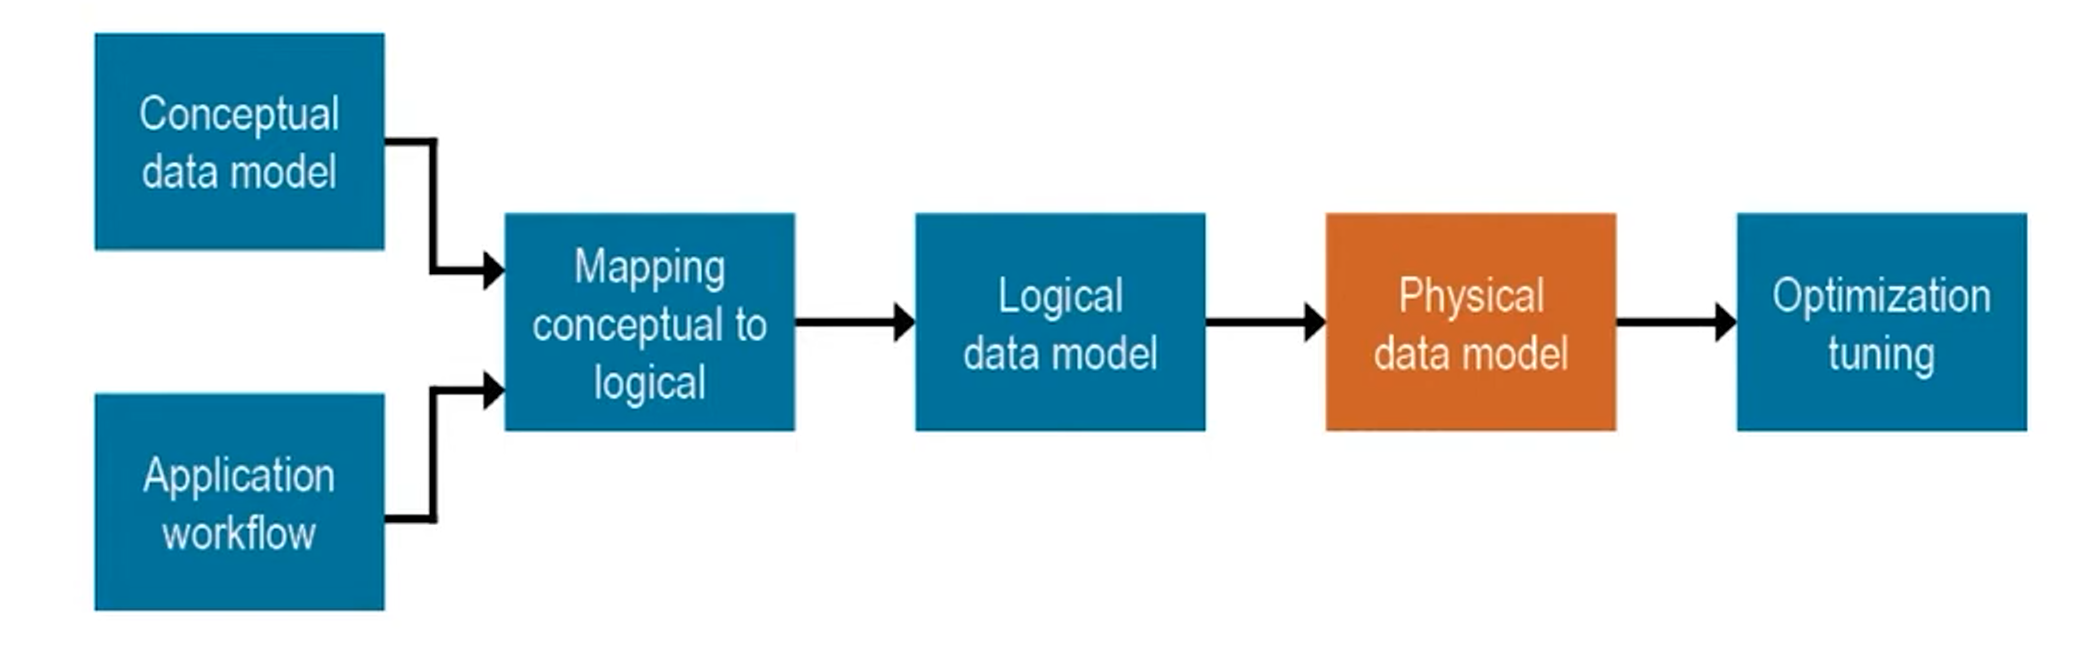 Conceptual
data model
Application
workflow
Mapping
conceptual to
logical
Logical
data model
Physical
data model
Optimization
tuning